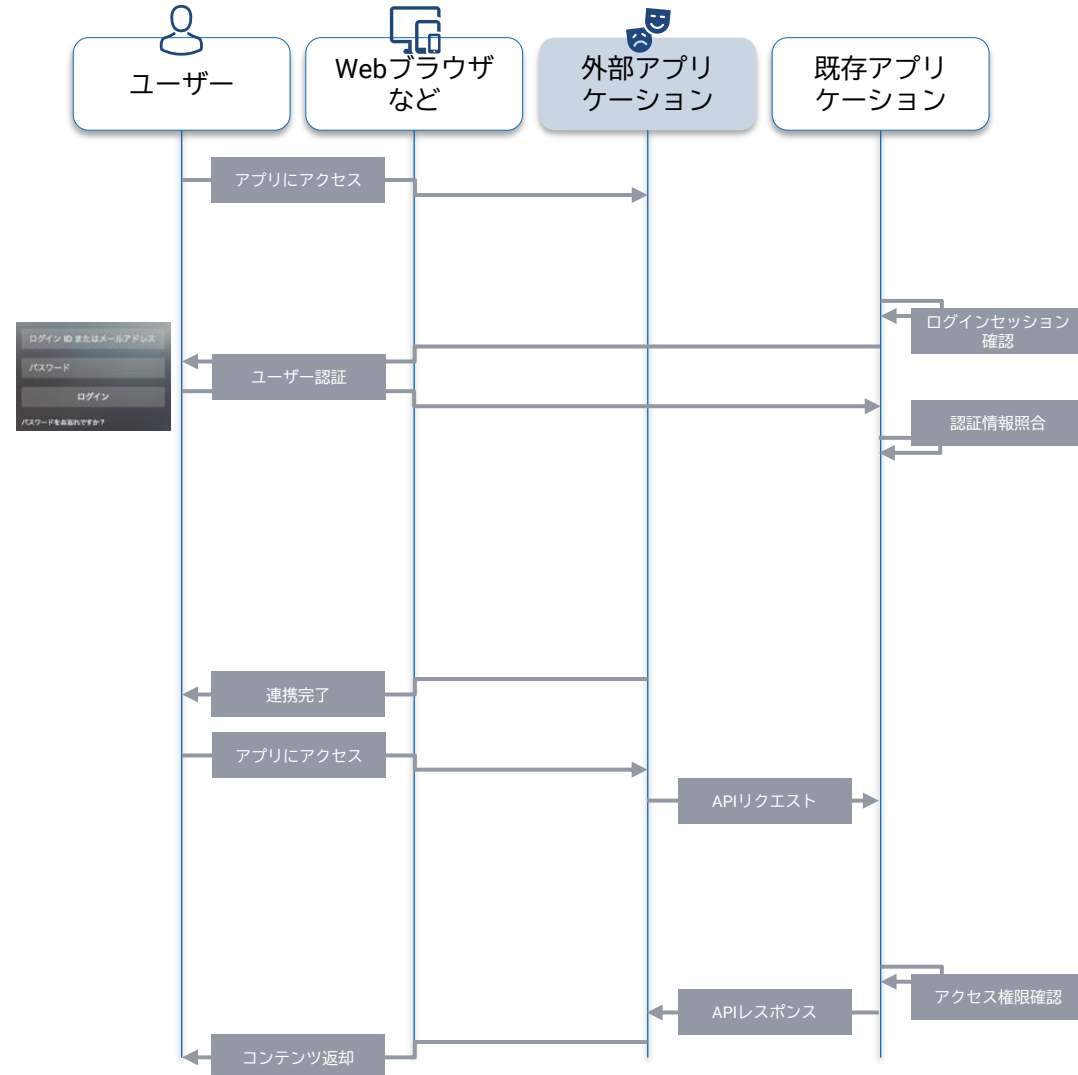 ユーザー
Webブラウザ
など
外部アプリ
ケーション
既存アプリ
ケーション
アプリにアクセス
ログインセッション
確認
ログイン ID またはメールアドレス
パスワード
ログイン
パスワードをお忘れですか？
ユーザー認証
認証情報照合
連携完了
アプリにアクセス
APIリクエスト
アクセス権限確認
APIレスポンス
コンテンツ返却